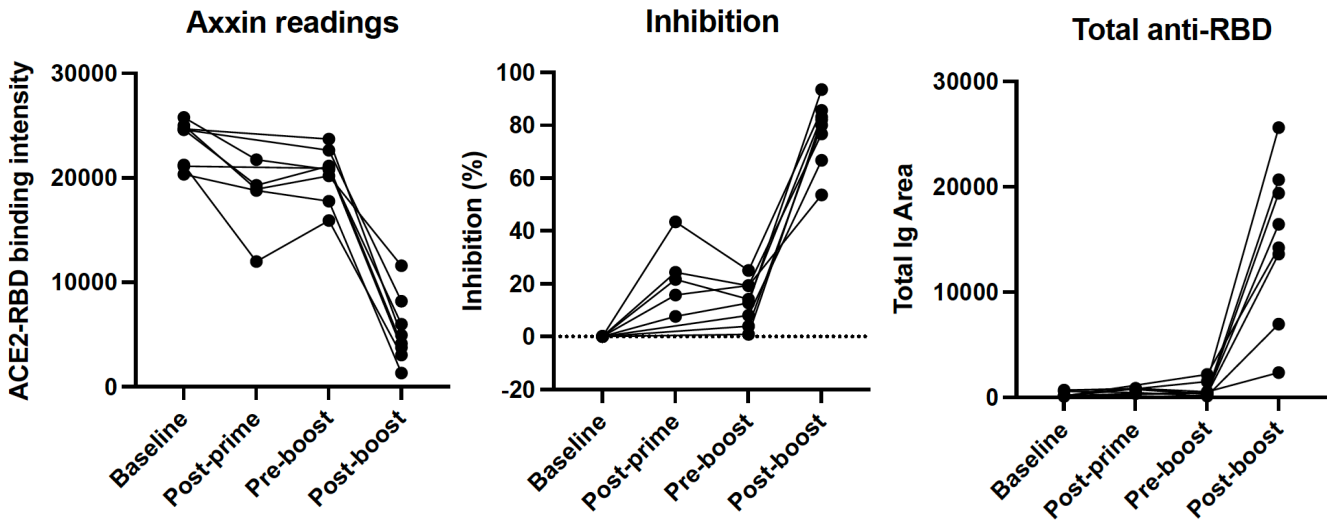 Axxin readings
ACE2-RBD binding intensity
30000
20000
10000
0
Baseline
Post-prime
Pre-boost
Post-boost
Inhibition
Inhibition (%)
100
80
60
40
20
0
-20
Baseline
Post-prime
Pre-boost
Post-boost
Total anti-RBD
Total Ig Area
30000
20000
10000
0
Baseline
Post-prime
Pre-boost
Post-boost